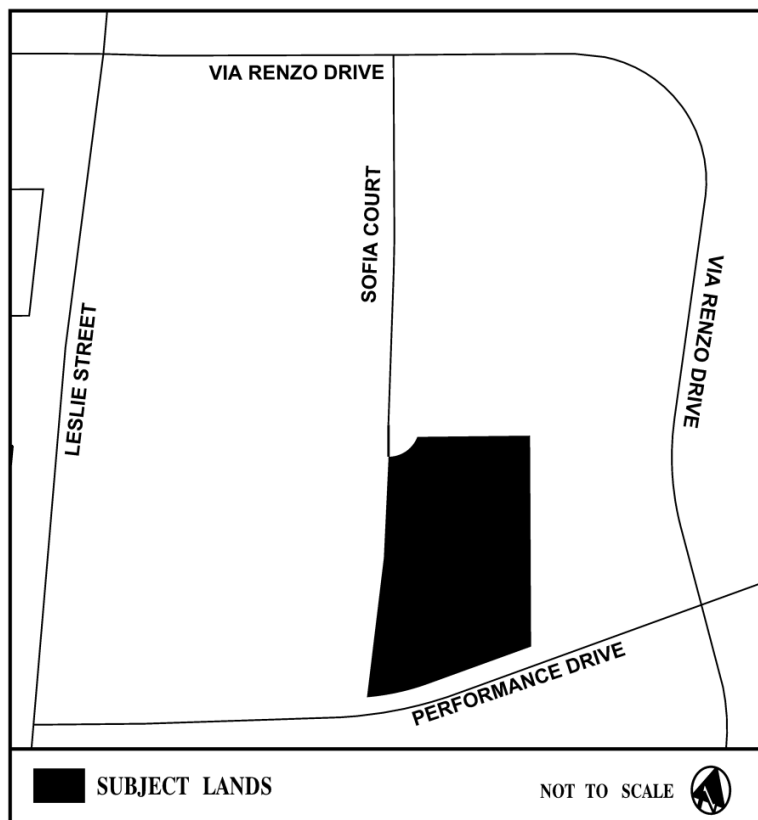 VIA RENZO DRIVE
SOFIA COURT
VIA RENZO DRIVE
LESLIE STREET
PERFORMANCE DRIVE
SUBJECT LANDS
NOT TO SCALE